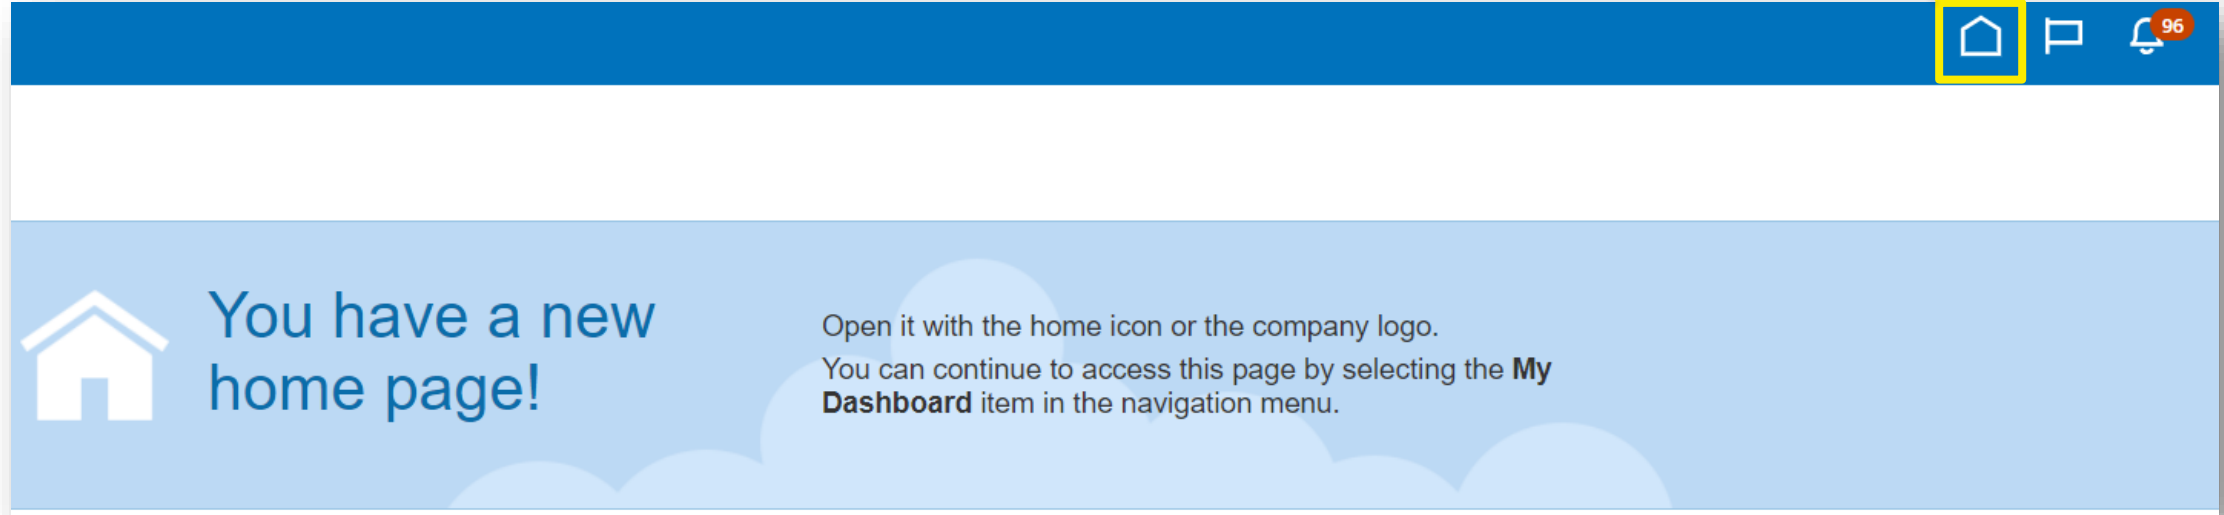 96
You have a new
home page!
Open it with the home icon or the company logo.
You can continue to access this page by selecting the My
Dashboard item in the navigation menu.